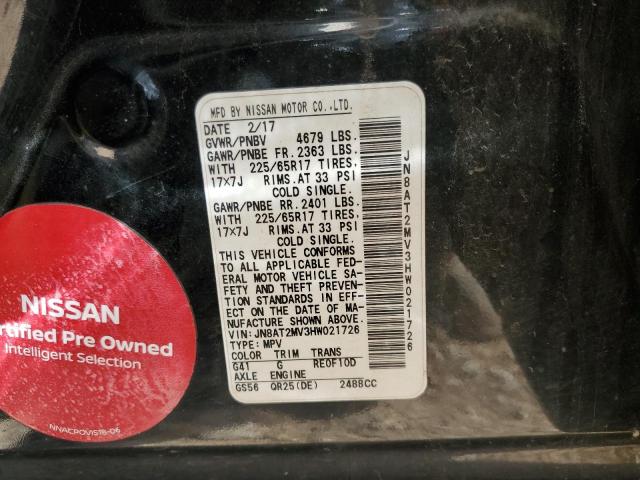 MFD BY NISSAN MOTOR CO.,LTD.
DATE 2/17
GVWR/PNBV 4679 LBS.
GAWR/PNBE FR. 2363 LBS.
WITH 225/65R17 TIRES,
17X7J RIMS.AT 33 PSI
COLD SINGLE.
GAWR/PNBE RR. 2401 LBS.
WITH 225/65R17 TIRES,
17X7J RIMS.AT 33 PSI
COLD SINGLE.
THIS VEHICLE CONFORMS
TO ALL APPLICABLE FED-
ERAL MOTOR VEHICLE SA-
FETY AND THEFT PREVEN-
TION STANDARDS IN EFF-
ECT ON THE DATE OF MA-
NUFACTURE SHOWN ABOVE.
VIN:JN8AT2MV3HW021726
TYPE: MPV
COLOR TRIM TRANS
G41 G RE0F10D
AXLE ENGINE
GS56 QR25(DE) 2488CC
JN8AT2MV3HW021726
NISSAN
Certified Pre Owned
Intelligent Selection
NNACPOVIS18-06